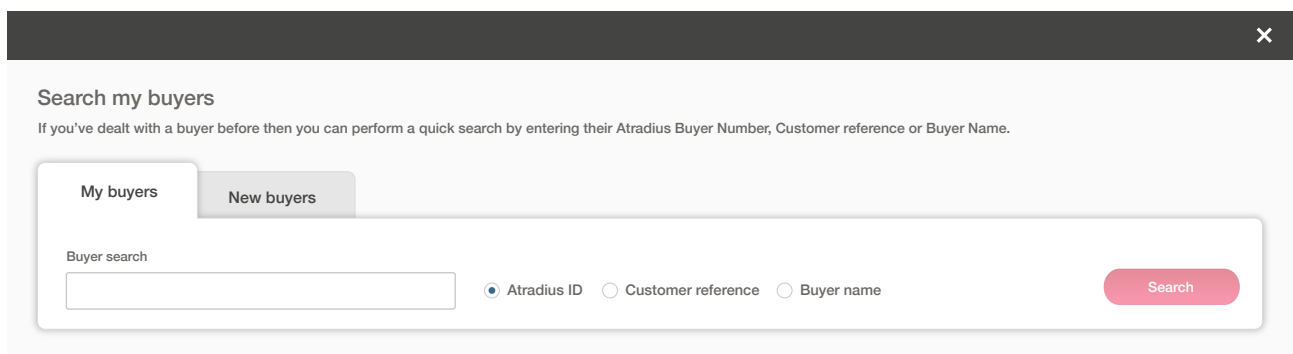 Search my buyers
If you've dealt with a buyer before then you can perform a quick search by entering their Atradius Buyer Number, Customer reference or Buyer Name.
My buyers
New buyers
Buyer search
Atradius ID Customer reference Buyer name Search